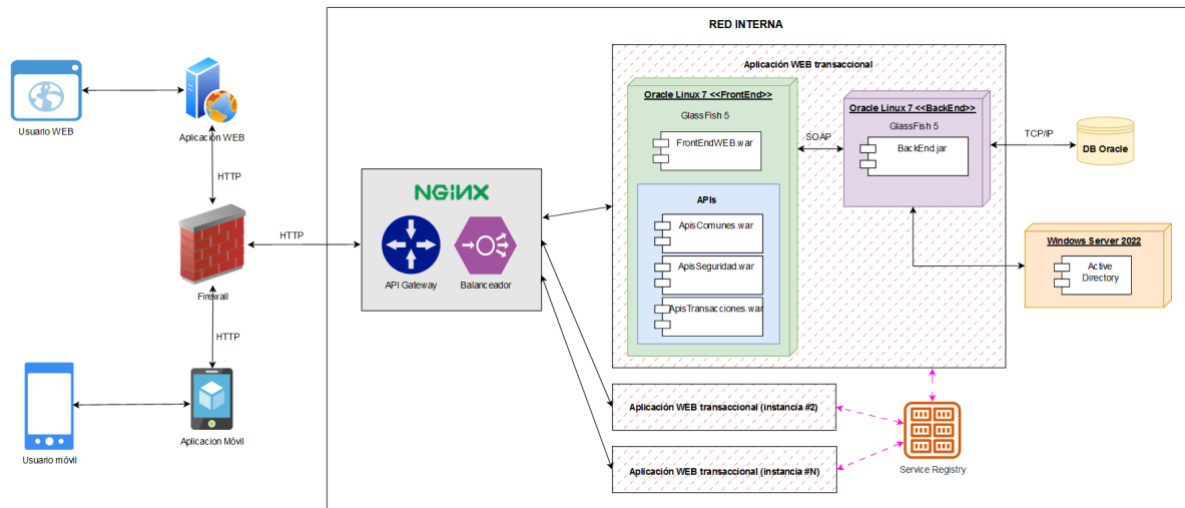 RED INTERNA
Usuario WEB
Aplicación WEB
HTTP
Firewall
HTTP
HTTP
Usuario móvil
Aplicacion Móvil
NGINX
API Gateway
Balanceador
Aplicación WEB transaccional
Oracle Linux 7 <<FrontEnd>>
GlassFish 5
FrontEndWEB.war
APIs
ApisComunes.war
ApisSeguridad.war
ApisTransacciones.war
SOAP
Oracle Linux 7 <<BackEnd>>
GlassFish 5
BackEnd.jar
TCP/IP
DB Oracle
Windows Server 2022
Active
Directory
Aplicación WEB transaccional (instancia #2)
Aplicación WEB transaccional (instancia #N)
Service Registry